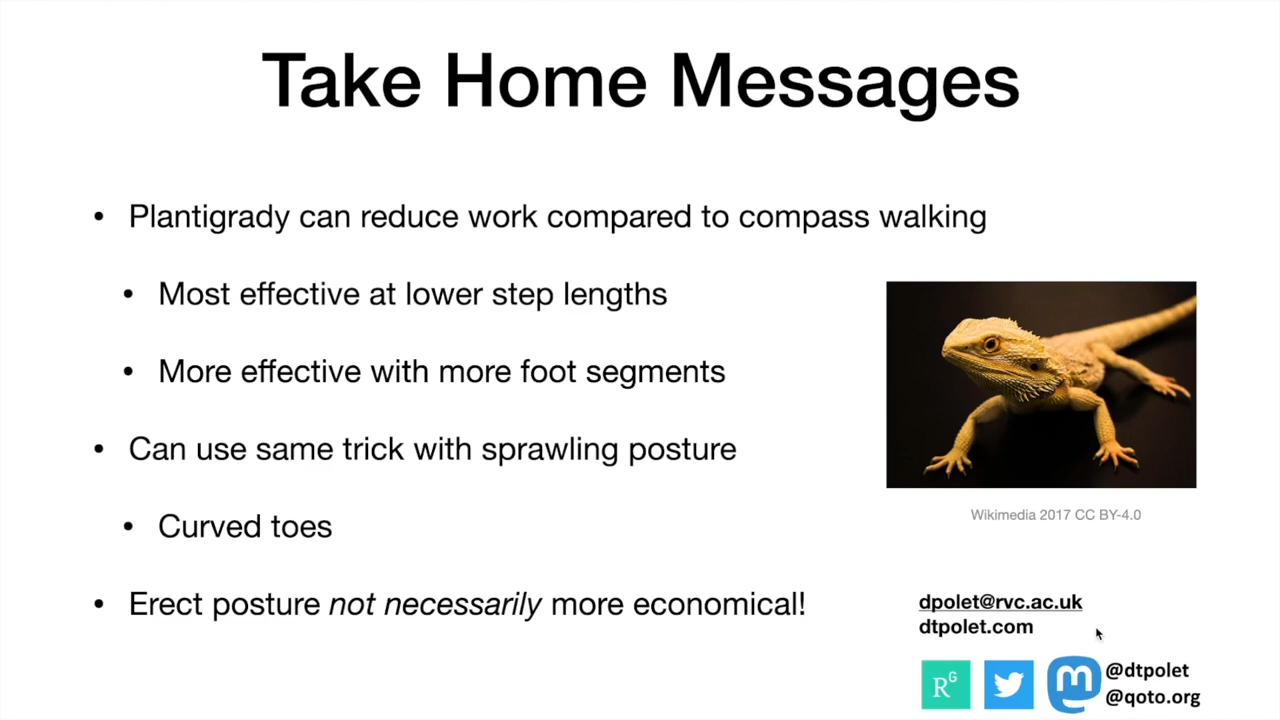 Take Home Messages
• Plantigrady can reduce work compared to compass walking
• Most effective at lower step lengths
• More effective with more foot segments
• Can use same trick with sprawling posture
• Curved toes
• Erect posture not necessarily more economical!
Wikimedia 2017 CC BY-4.0
dpolet@rvc.ac.uk
dtpolet.com
RG
@dtpolet
@qoto.org